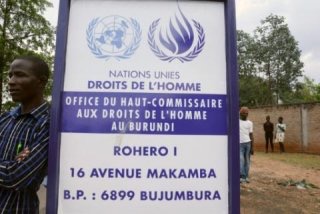 NATIONS UNIES
DROITS DE L'HOMME
OFFICE DU HAUT-COMMISSAIRE
AUX DROITS DE L'HOMME
AU BURUNDI
ROHERO I
16 AVENUE MAKAMBA
B.P. : 6899 BUJUMBURA